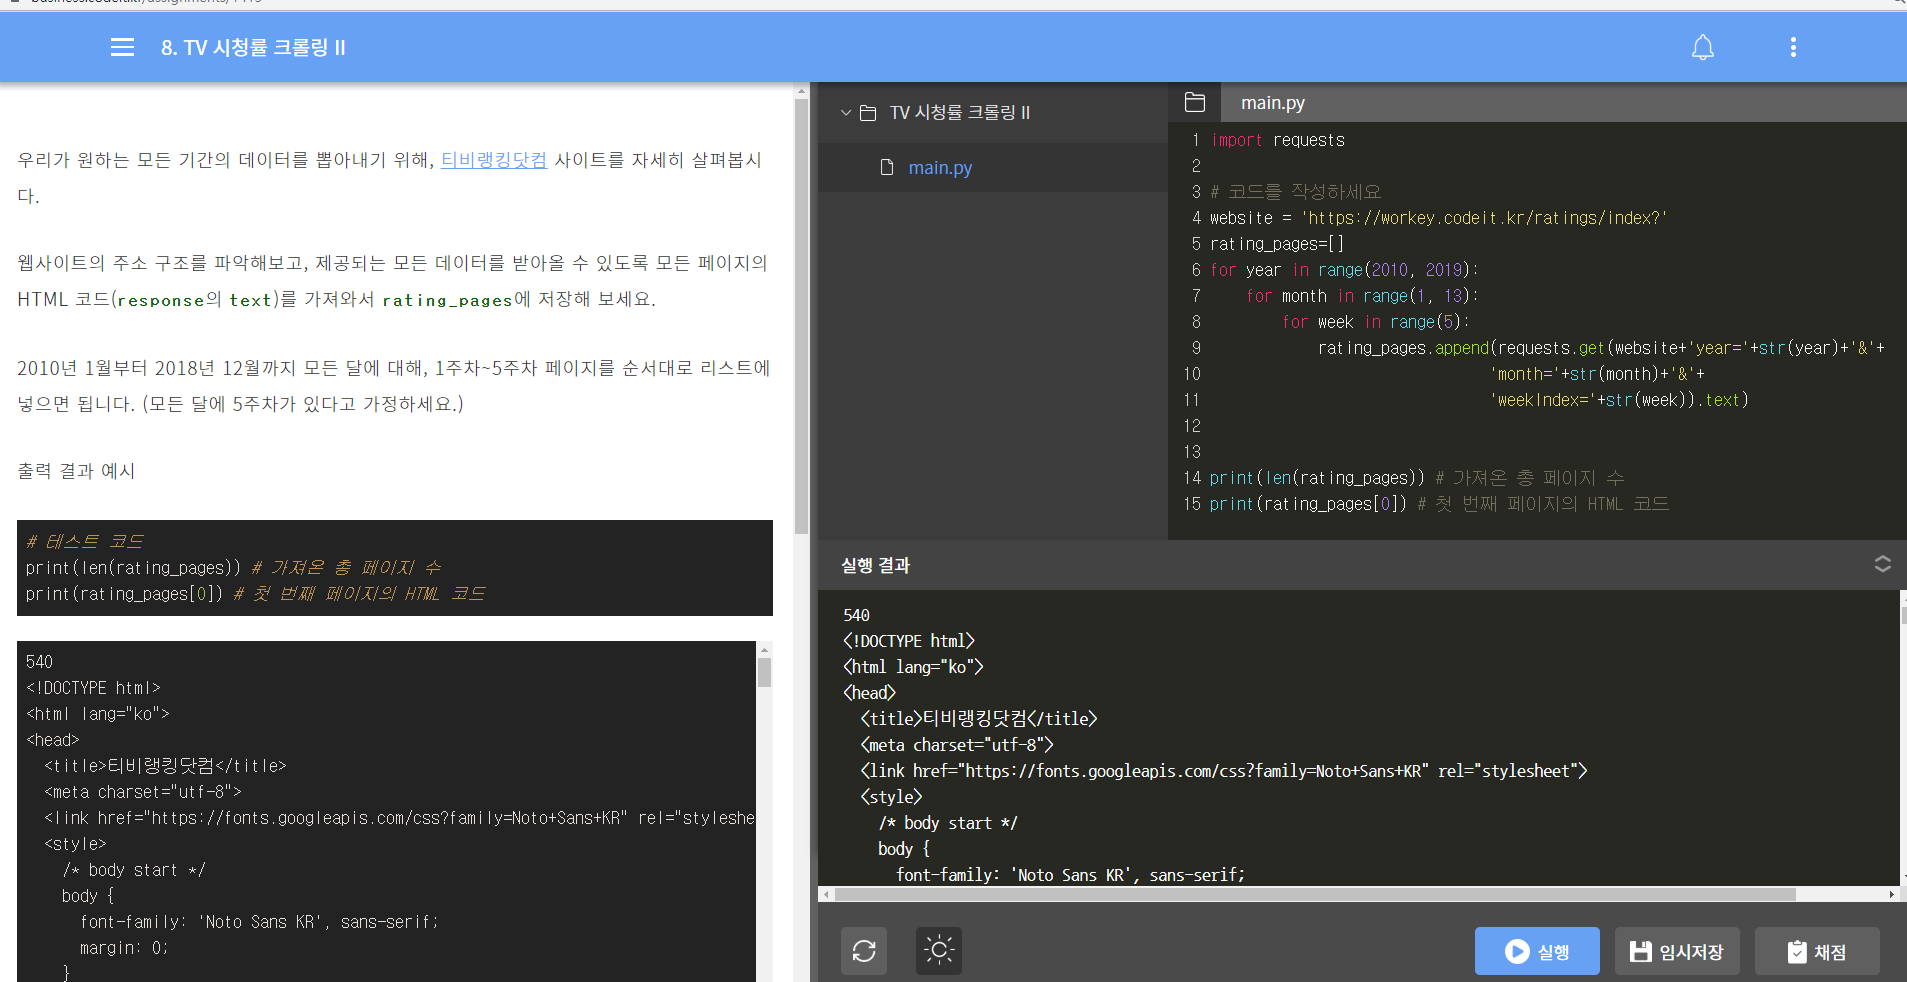 8. TV 시청률 크롤링 II
우리가 원하는 모든 기간의 데이터를 뽑아내기 위해, 티비랭킹닷컴 사이트를 자세히 살펴봅시
다.
웹사이트의 주소 구조를 파악해보고, 제공되는 모든 데이터를 받아올 수 있도록 모든 페이지의
HTML 코드(response의 text)를 가져와서 rating_pages에 저장해 보세요.
2010년 1월부터 2018년 12월까지 모든 달에 대해, 1주차~5주차 페이지를 순서대로 리스트에
넣으면 됩니다. (모든 달에 5주차가 있다고 가정하세요.)
출력 결과 예시
# 테스트 코드
print(len(rating_pages)) # 가져온 총 페이지 수
print(rating_pages[0]) # 첫 번째 페이지의 HTML 코드
540
<!DOCTYPE html>
<html lang="ko">
<head>
  <title>티비랭킹닷컴</title>
  <meta charset="utf-8">
  <link href="https://fonts.googleapis.com/css?family=Noto+Sans+KR" rel="styleshe
  <style>
    /* body start */
    body {
      font-family: 'Noto Sans KR', sans-serif;
      margin: 0;
    }
TV 시청률 크롤링 II
main.py
main.py
1 import requests
2
3 # 코드를 작성하세요
4 website = 'https://workey.codeit.kr/ratings/index?'
5 rating_pages=[]
6 for year in range(2010, 2019):
7     for month in range(1, 13):
8         for week in range(5):
9             rating_pages.append(requests.get(website+'year='+str(year)+'&'+
10                                'month='+str(month)+'&'+
11                                'weekIndex='+str(week)).text)
12
13
14 print(len(rating_pages)) # 가져온 총 페이지 수
15 print(rating_pages[0]) # 첫 번째 페이지의 HTML 코드
실행 결과
540
<!DOCTYPE html>
<html lang="ko">
<head>
  <title>티비랭킹닷컴</title>
  <meta charset="utf-8">
  <link href="https://fonts.googleapis.com/css?family=Noto+Sans+KR" rel="stylesheet">
  <style>
    /* body start */
    body {
      font-family: 'Noto Sans KR', sans-serif;
실행
임시저장
채점